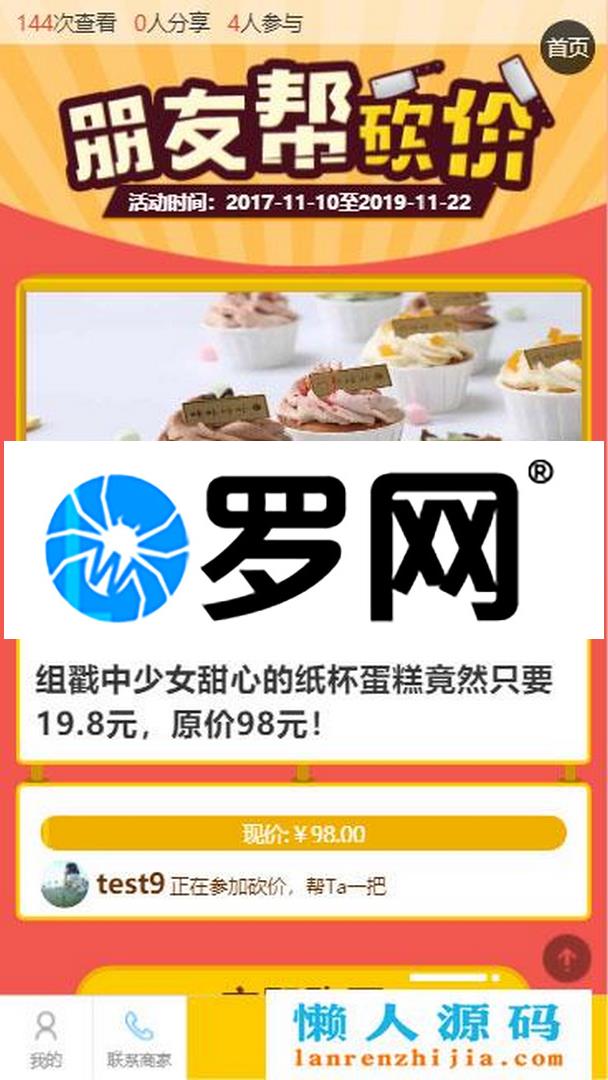 144次查看 0人分享 4人参与
首页
朋友帮砍价
活动时间：2017-11-10至2019-11-22
罗网®
组戳中少女甜心的纸杯蛋糕竟然只要
19.8元，原价98元！
现价:￥98.00
test9 正在参加砍价，帮Ta一把
我的
联系商家
懒人源码
lanrenzhijia.com